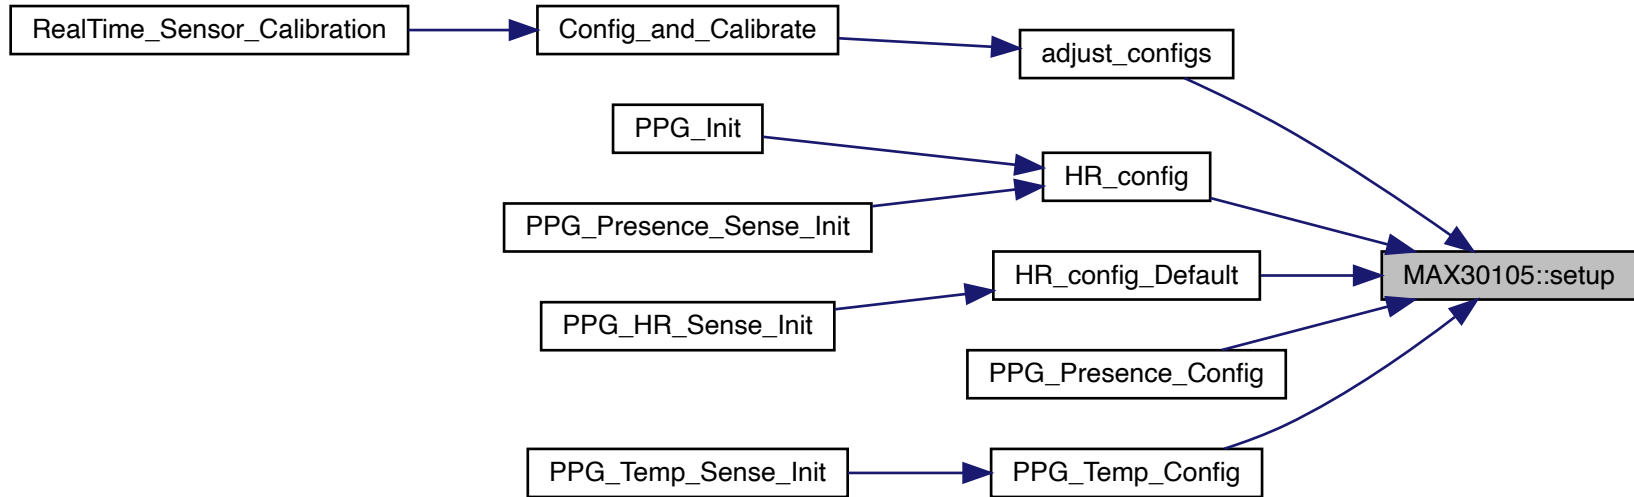 RealTime_Sensor_Calibration
Config_and_Calibrate
adjust_configs
PPG_Init
HR_config
PPG_Presence_Sense_Init
HR_config_Default
MAX30105::setup
PPG_HR_Sense_Init
PPG_Presence_Config
PPG_Temp_Sense_Init
PPG_Temp_Config